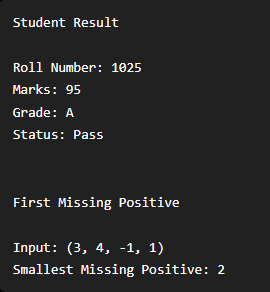 Student Result
Roll Number: 1025
Marks: 95
Grade: A
Status: Pass
First Missing Positive
Input: (3, 4, -1, 1)
Smallest Missing Positive: 2